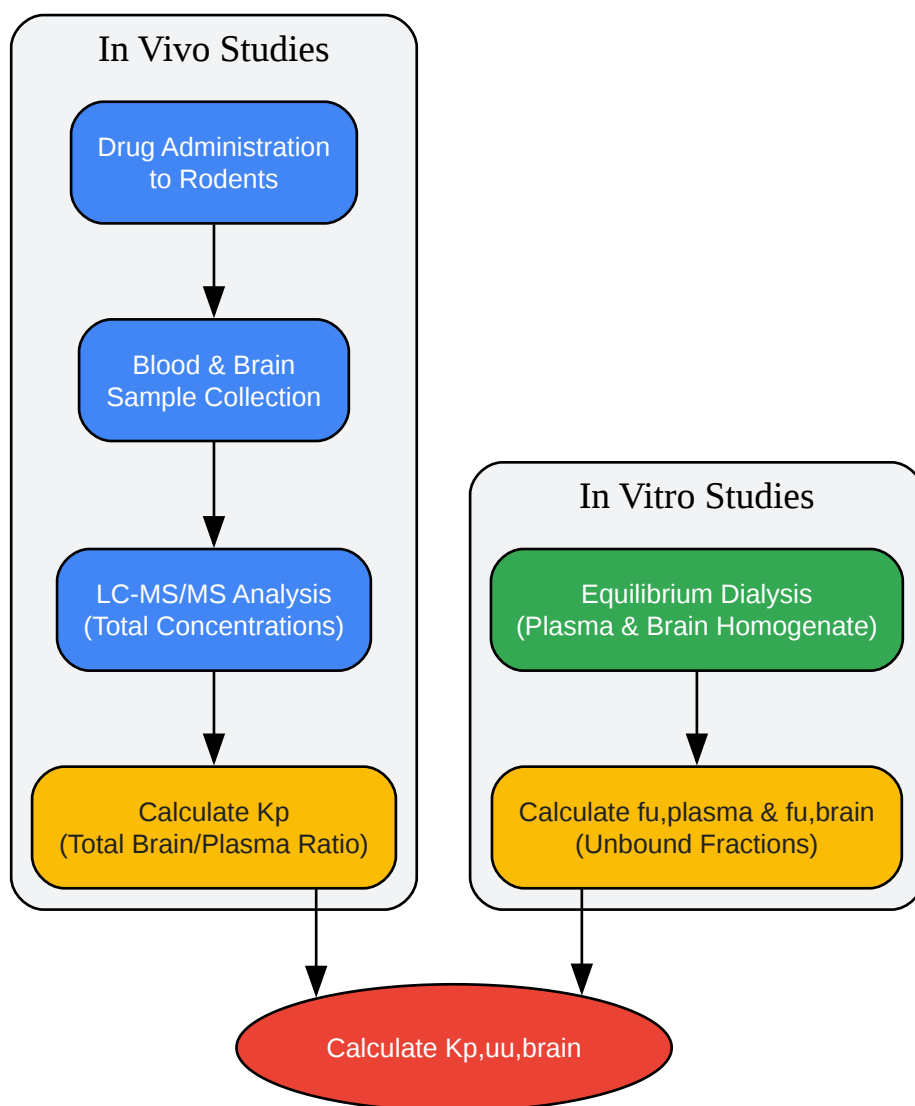 In Vivo Studies
Drug Administration
to Rodents
Blood & Brain
Sample Collection
LC-MS/MS Analysis
(Total Concentrations)
Calculate Kp
(Total Brain/Plasma Ratio)
In Vitro Studies
Equilibrium Dialysis
(Plasma & Brain Homogenate)
Calculate fu,plasma & fu,brain
(Unbound Fractions)
Calculate Kp,uu,brain